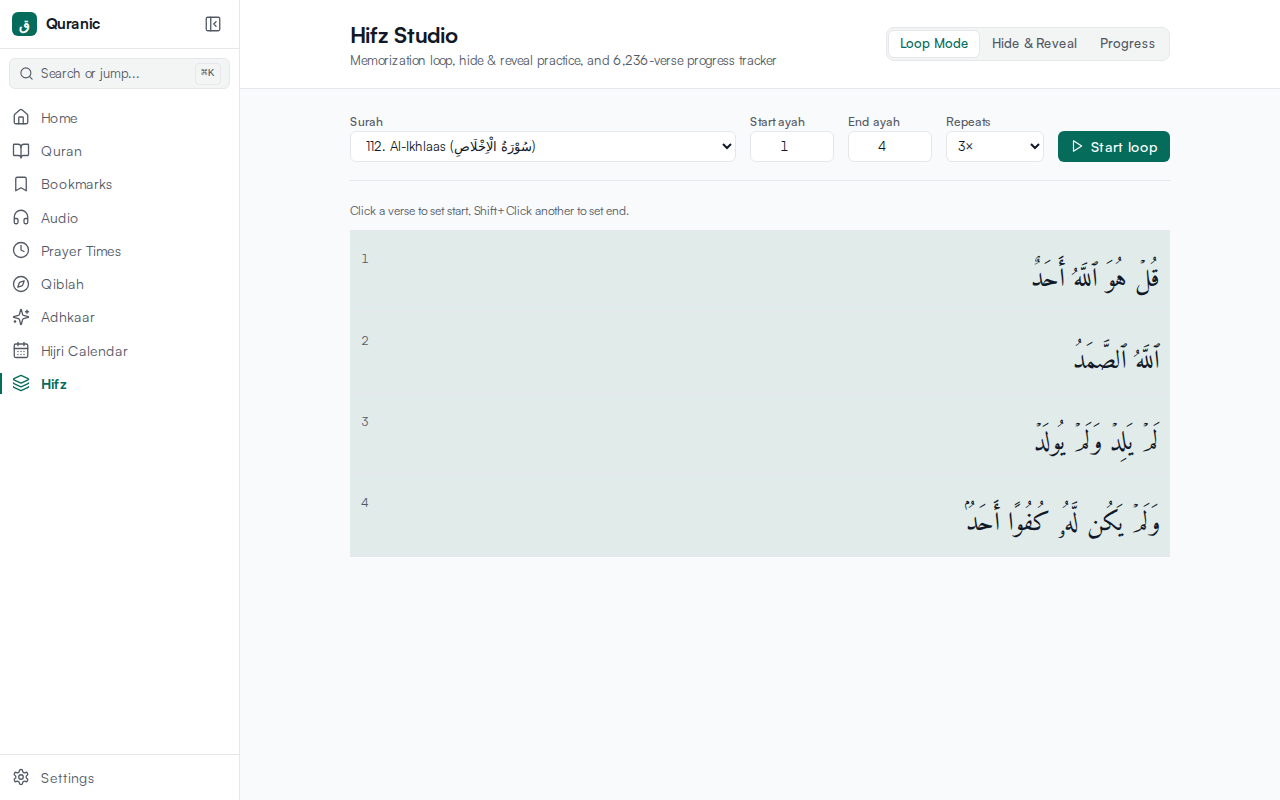 ق Quranic
Search or jump... ⌘K
Home
Quran
Bookmarks
Audio
Prayer Times
Qiblah
Adhkaar
Hijri Calendar
Hifz
Settings
Hifz Studio
Memorization loop, hide & reveal practice, and 6,236-verse progress tracker
Loop Mode Hide & Reveal Progress
Surah Start ayah End ayah Repeats
112. Al-Ikhlaas (سُوْرَةُ الْاِخْلَاصِ) 1 4 3× Start loop
Click a verse to set start, Shift+Click another to set end.
1 قُلۡ هُوَ ٱللَّهُ أَحَدٌ
2 ٱللَّهُ ٱلصَّمَدُ
3 لَمۡ يَلِدۡ وَلَمۡ يُولَدۡ
4 وَلَمۡ يَكُن لَّهُۥ كُفُوًا أَحَدُۢ